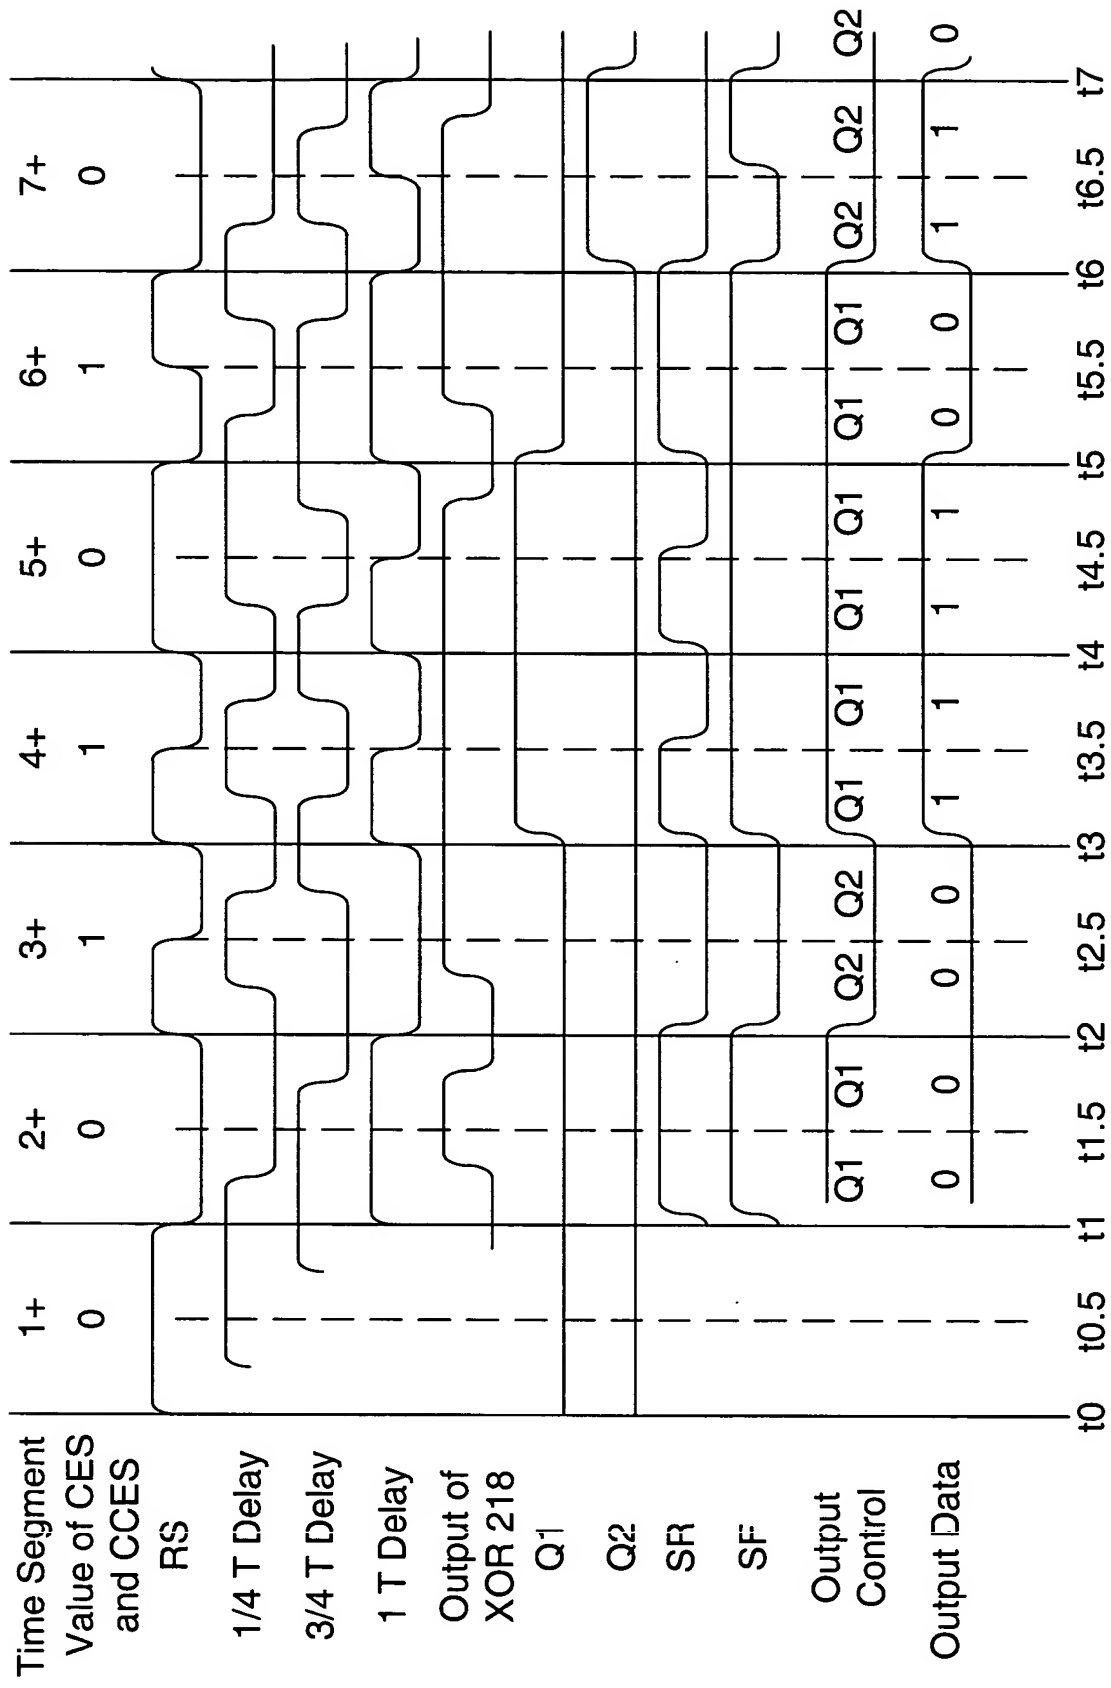 Time Segment 1+ 2+ 3+ 4+ 5+ 6+ 7+
Value of CES 0 0 1 1 0 1 0
and CCES
RS
1/4 T Delay
3/4 T Delay
1 T Delay
Output of
XOR 218
Q1
Q2
SR
SF
Output
Control Q1 Q1 Q2 Q2 Q1 Q1 Q1 Q1 Q1 Q1 Q2 Q2 Q2
Output Data 0 0 0 0 1 1 1 1 0 0 1 1 0
t0 t0.5 t1 t1.5 t2 t2.5 t3 t3.5 t4 t4.5 t5 t5.5 t6 t6.5 t7